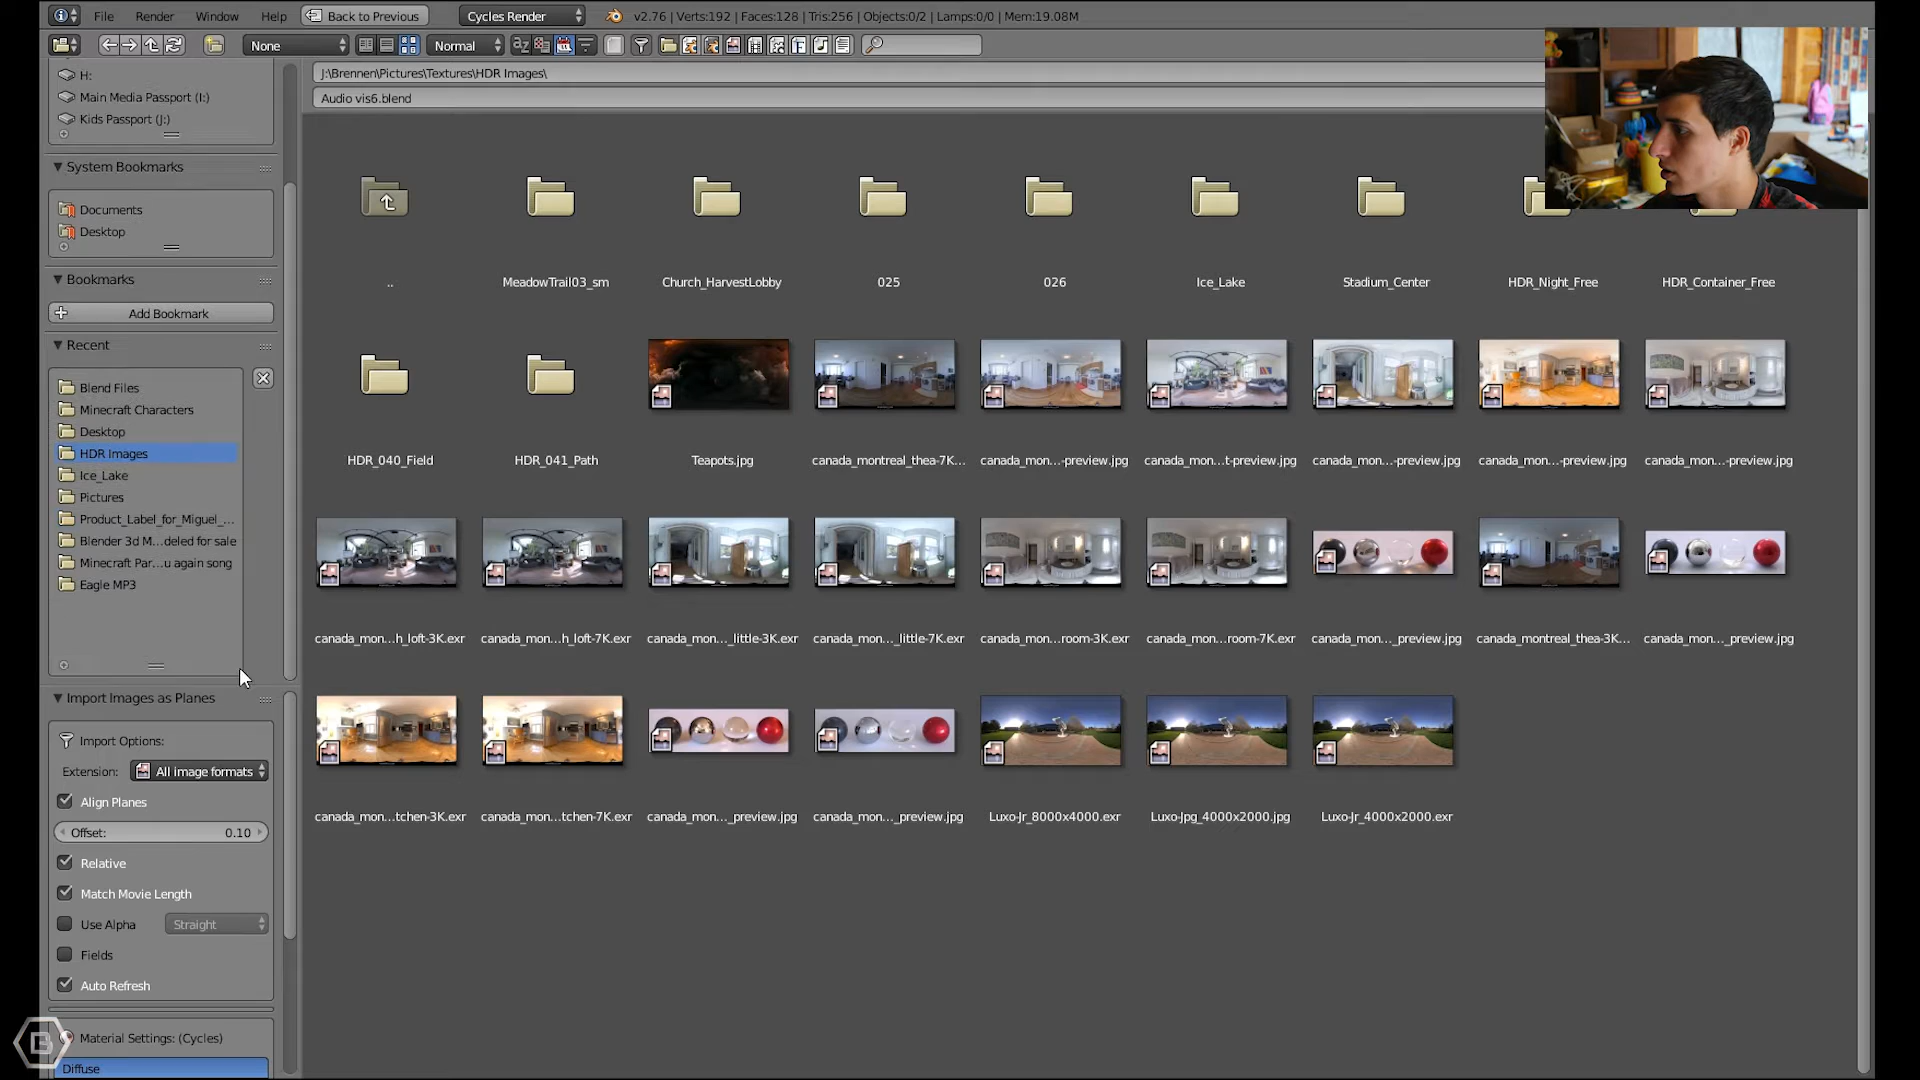 File Render Window Help Back to Previous Cycles Render v2.76 | Verts:192 | Faces:128 | Tris:256 | Objects:0/2 | Lamps:0/0 | Mem:19.08M
None Normal
H:
Main Media Passport (I:)
Kids Passport (J:)
System Bookmarks
Documents
Desktop
Bookmarks
Add Bookmark
Recent
Blend Files
Minecraft Characters
Desktop
HDR Images
Ice_Lake
Pictures
Product_Label_for_Miguel_...
Blender 3d M...deled for sale
Minecraft Par...u again song
Eagle MP3
Import Images as Planes
Import Options:
Extension: All image formats
Align Planes
Offset: 0.10
Relative
Match Movie Length
Use Alpha Straight
Fields
Auto Refresh
Material Settings: (Cycles)
Diffuse
J:\Brennen\Pictures\Textures\HDR Images\
Audio vis6.blend
.. MeadowTrail03_sm Church_HarvestLobby 025 026 Ice_Lake Stadium_Center HDR_Night_Free HDR_Container_Free
HDR_040_Field HDR_041_Path Teapots.jpg canada_montreal_thea-7K... canada_mon...-preview.jpg canada_mon...t-preview.jpg canada_mon...-preview.jpg canada_mon...-preview.jpg canada_mon...-preview.jpg
canada_mon...h_loft-3K.exr canada_mon...h_loft-7K.exr canada_mon..._little-3K.exr canada_mon..._little-7K.exr canada_mon...room-3K.exr canada_mon...room-7K.exr canada_mon..._preview.jpg canada_montreal_thea-3K... canada_mon..._preview.jpg
canada_mon...tchen-3K.exr canada_mon...tchen-7K.exr canada_mon..._preview.jpg canada_mon..._preview.jpg Luxo-Jr_8000x4000.exr Luxo-Jpg_4000x2000.jpg Luxo-Jr_4000x2000.exr
B